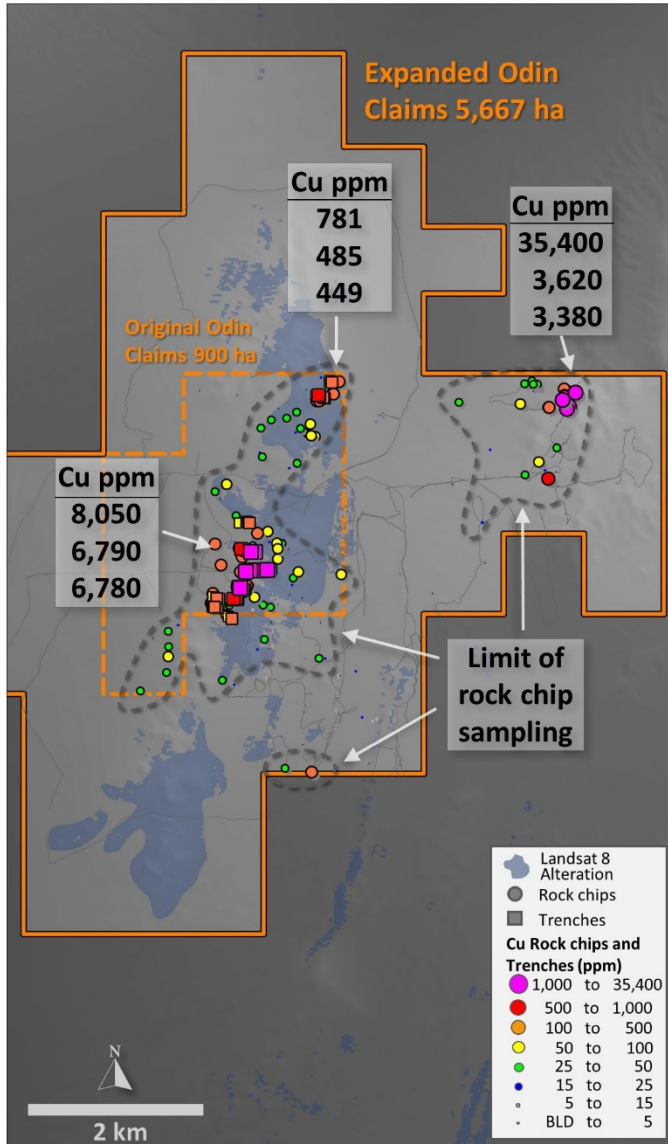 Expanded Odin
Claims 5,667 ha
Cu ppm
781
485
449
Cu ppm
35,400
3,620
3,380
Original Odin
Claims 900 ha
Cu ppm
8,050
6,790
6,780
Limit of
rock chip
sampling
Landsat 8
Alteration
Rock chips
Trenches
Cu Rock chips and
Trenches (ppm)
1,000 to 35,400
500 to 1,000
100 to 500
50 to 100
25 to 50
15 to 25
5 to 15
BLD to 5
N
2 km